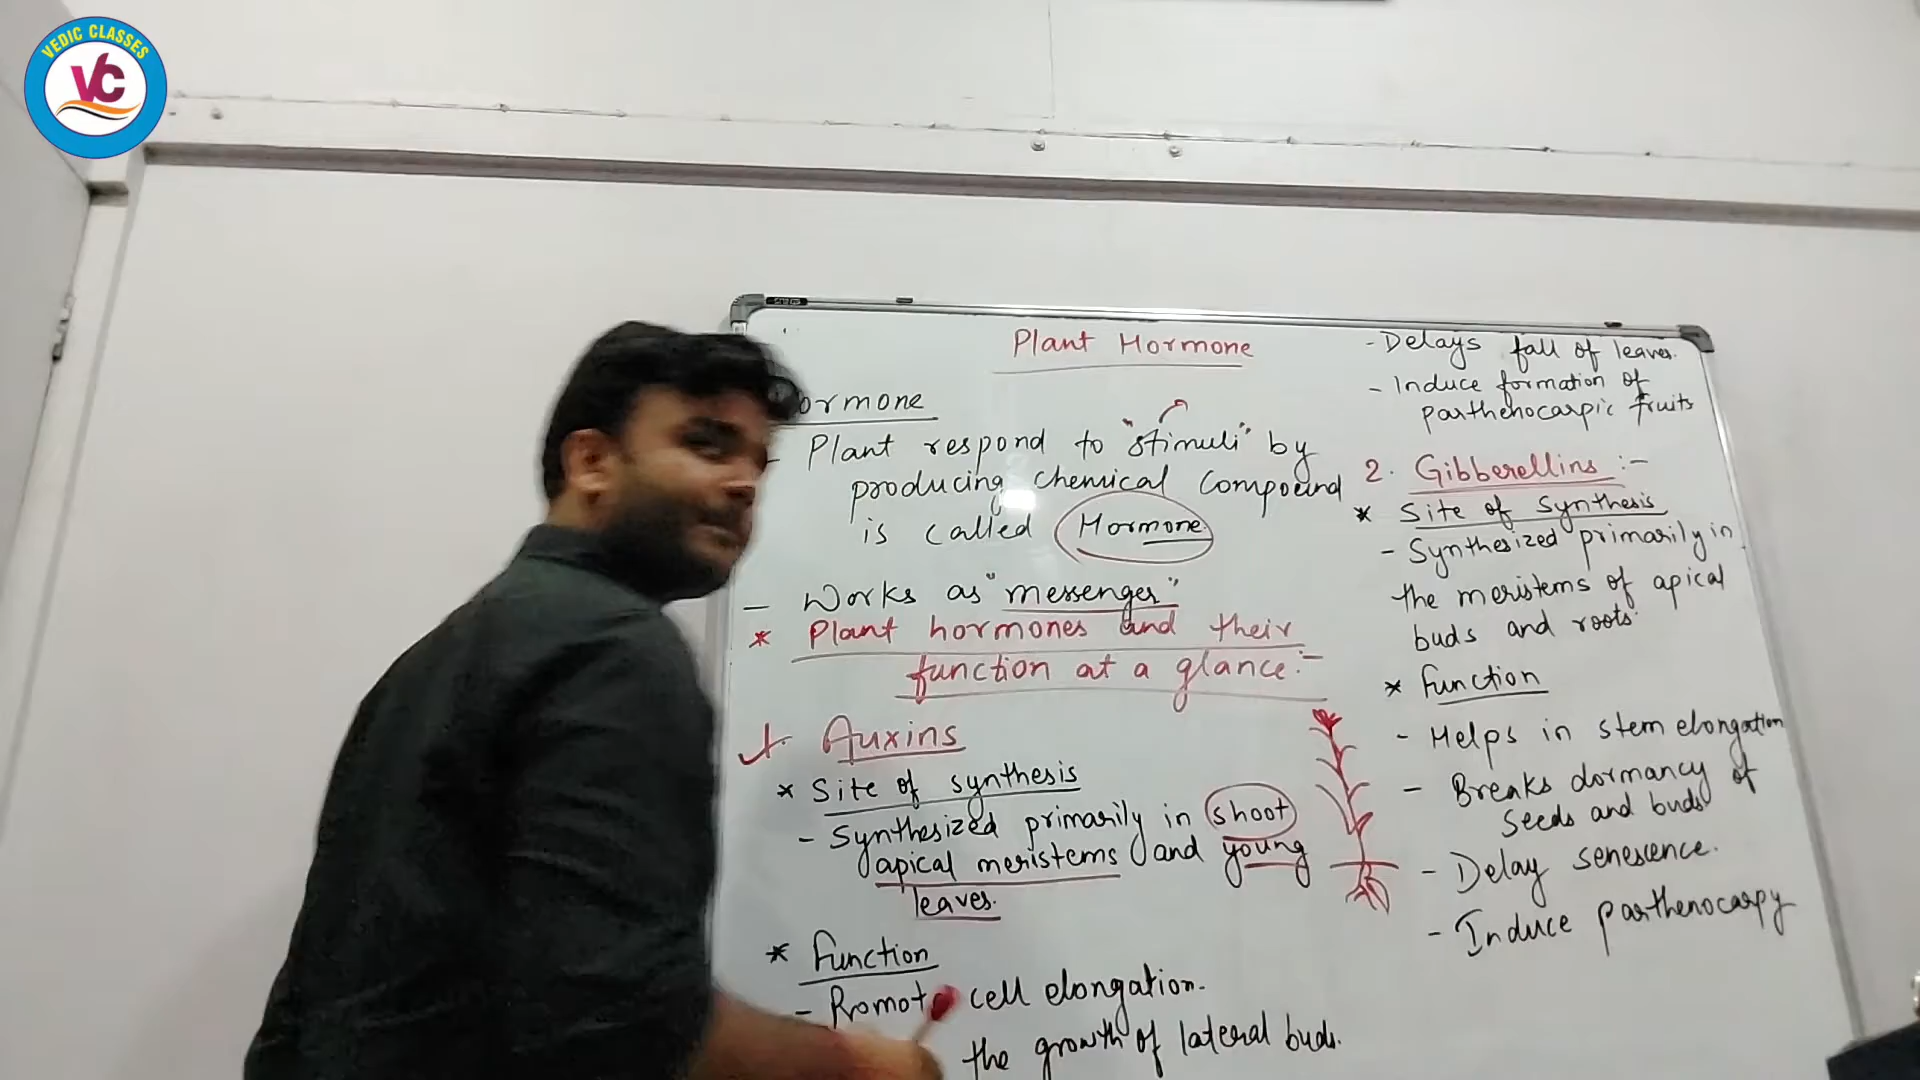 VEDIC CLASSES
VC
Plant Hormone
ormone
- Plant respond to "stimuli" by
producing chemical compound
is called Hormone.
- Works as "messenger"
* Plant hormones and their
function at a glance:-
1. Auxins
* Site of synthesis
- Synthesized primarily in shoot
apical meristems and young
leaves.
* Function
- Promot cell elongation.
the growth of lateral buds.
- Delays fall of leaves.
- Induce formation of
parthenocarpic fruits
2. Gibberellins :-
* Site of Synthesis
- Synthesized primarily in
the meristems of apical
buds and roots.
* Function
- Helps in stem elongation
- Breaks dormancy of
seeds and buds
- Delay senescence.
- Induce parthenocarpy